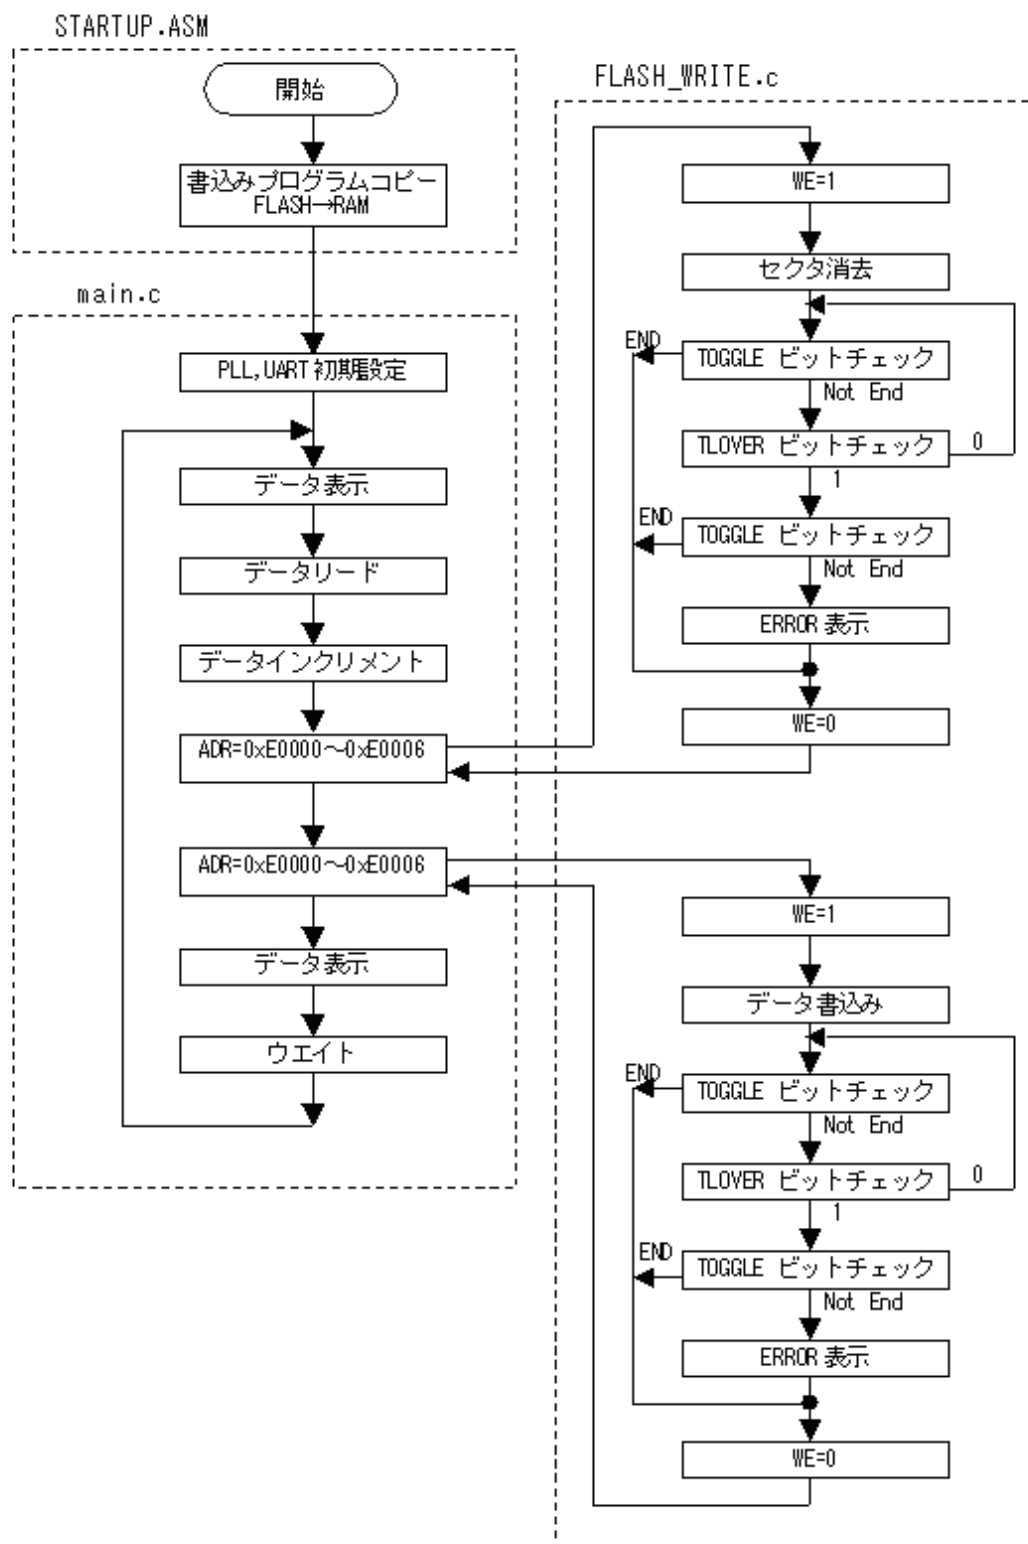 STARTUP.ASM
開始
書込みプログラムコピー
FLASH→RAM
main.c
PLL,UART初期設定
データ表示
データリード
データインクリメント
ADR=0xE0000～0xE0006
ADR=0xE0000～0xE0006
データ表示
ウエイト
FLASH_WRITE.c
WE=1
セクタ消去
END
TOGGLE ビットチェック
Not End
TLOVER ビットチェック
0
1
END
TOGGLE ビットチェック
Not End
ERROR 表示
WE=0
WE=1
データ書込み
END
TOGGLE ビットチェック
Not End
TLOVER ビットチェック
0
1
END
TOGGLE ビットチェック
Not End
ERROR 表示
WE=0